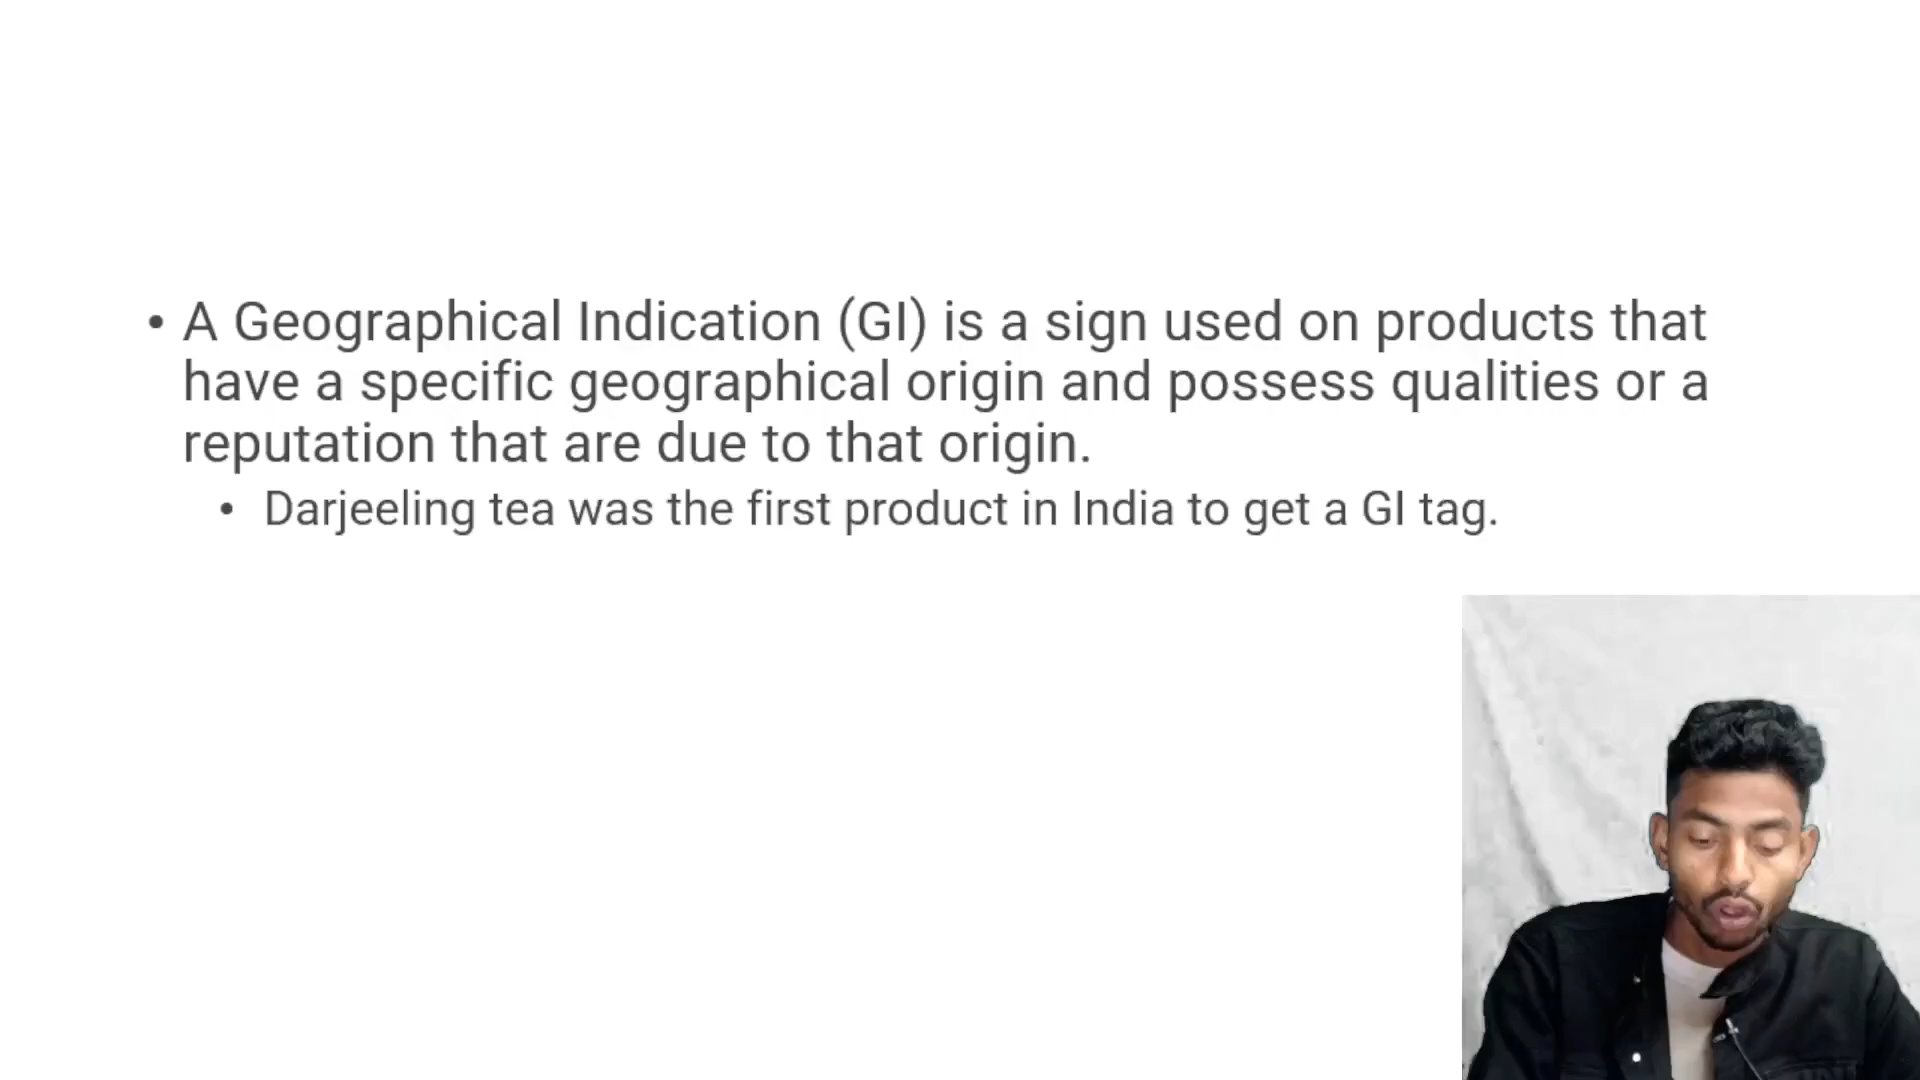 • A Geographical Indication (GI) is a sign used on products that
have a specific geographical origin and possess qualities or a
reputation that are due to that origin.
• Darjeeling tea was the first product in India to get a GI tag.